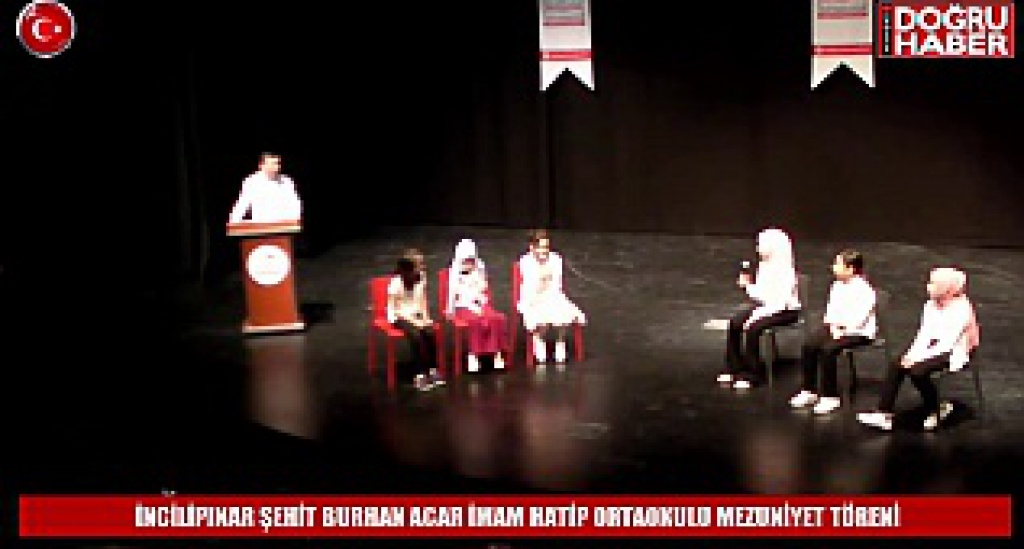 DOĞRU
HABER
İNCİLİPINAR ŞEHİT BURHAN ACAR İMAM HATİP ORTAOKULU MEZUNİYET TÖRENİ